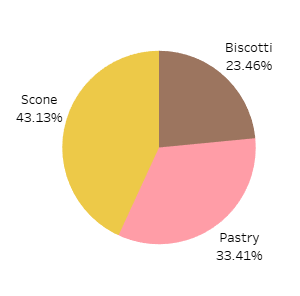 Biscotti
23.46%
Scone
43.13%
Pastry
33.41%